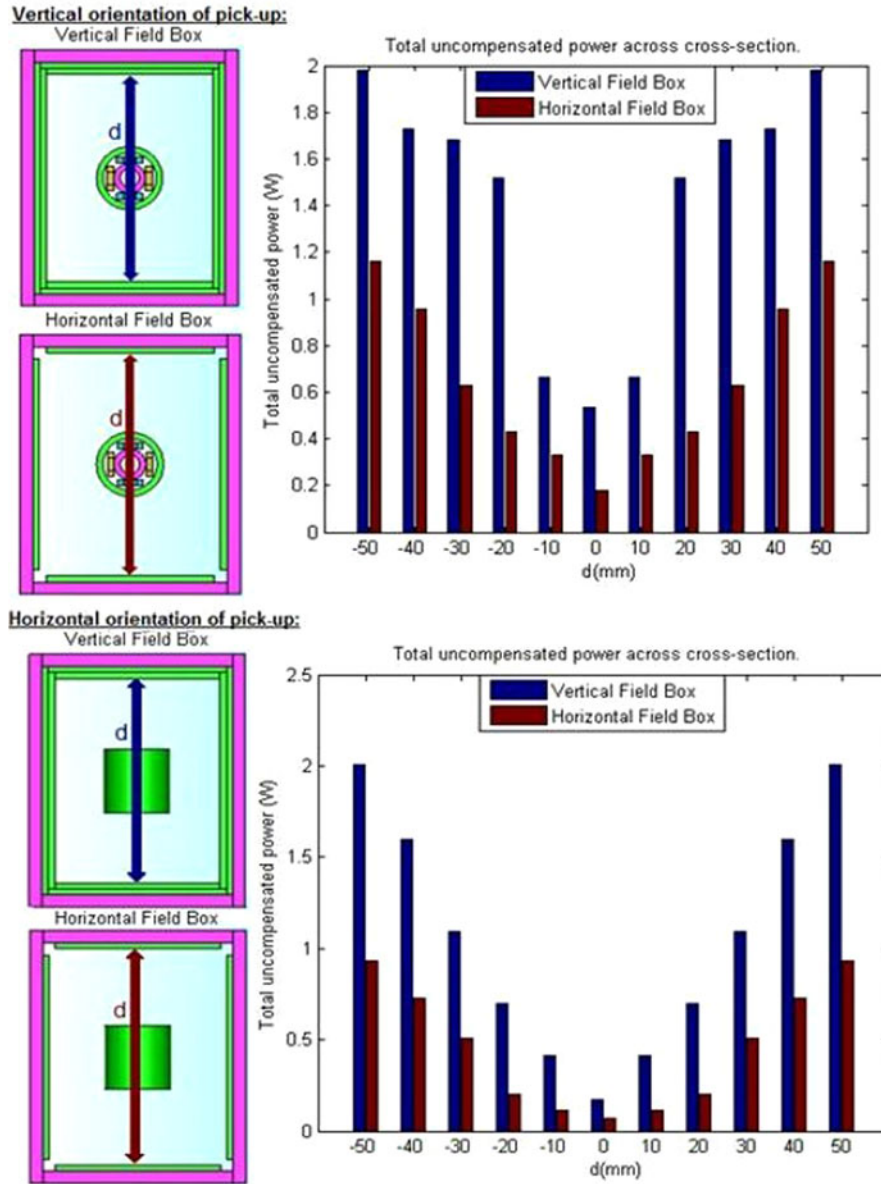 Vertical orientation of pick-up:
Vertical Field Box
d
Horizontal Field Box
d
Total uncompensated power across cross-section.
Vertical Field Box
Horizontal Field Box
Total uncompensated power (W)
2
1.8
1.6
1.4
1.2
1
0.8
0.6
0.4
0.2
0
-50 -40 -30 -20 -10 0 10 20 30 40 50
d(mm)
Horizontal orientation of pick-up:
Vertical Field Box
d
Horizontal Field Box
d
Total uncompensated power across cross-section.
Vertical Field Box
Horizontal Field Box
Total uncompensated power (W)
2.5
2
1.5
1
0.5
0
-50 -40 -30 -20 -10 0 10 20 30 40 50
d(mm)